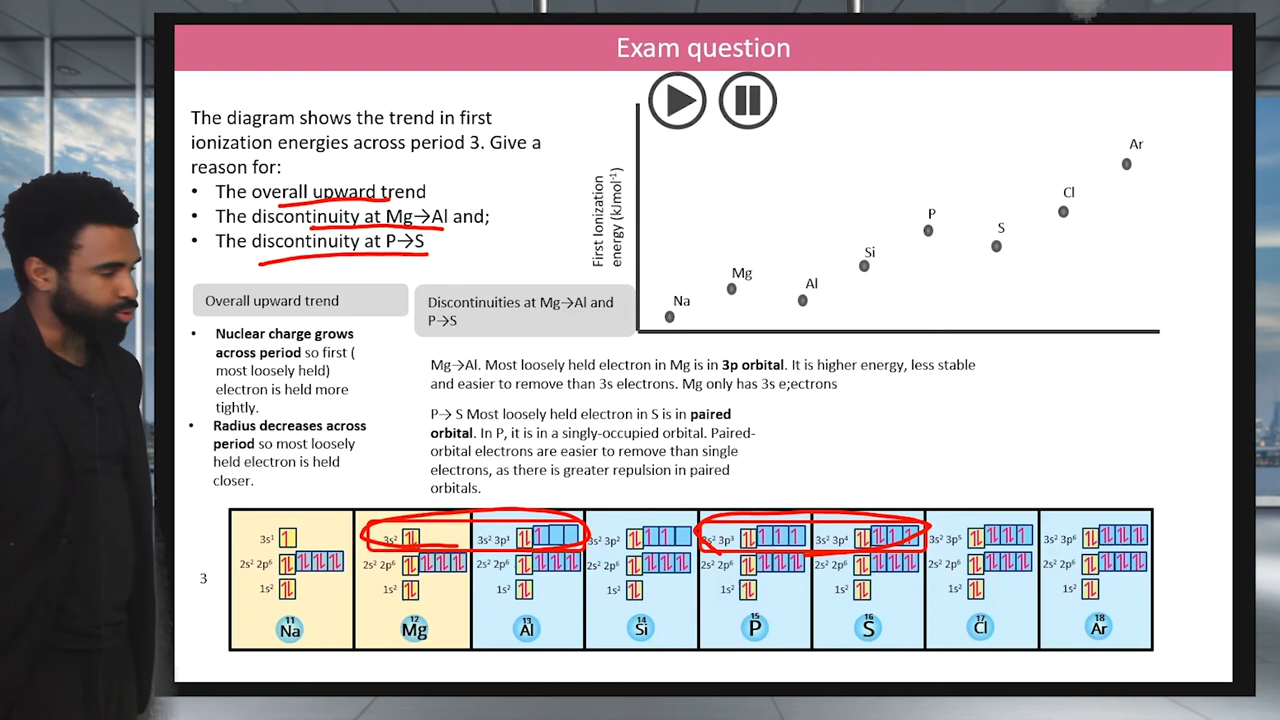 Exam question
The diagram shows the trend in first
ionization energies across period 3. Give a
reason for:
• The overall upward trend
• The discontinuity at Mg→Al and;
• The discontinuity at P→S
First Ionization
energy (kJmol⁻¹)
Na
Mg
Al
Si
P
S
Cl
Ar
Overall upward trend
• Nuclear charge grows
across period so first (
most loosely held)
electron is held more
tightly.
• Radius decreases across
period so most loosely
held electron is held
closer.
Discontinuities at Mg→Al and
P→S
Mg→Al. Most loosely held electron in Mg is in 3p orbital. It is higher energy, less stable
and easier to remove than 3s electrons. Mg only has 3s e;ectrons
P→ S Most loosely held electron in S is in paired
orbital. In P, it is in a singly-occupied orbital. Paired-
orbital electrons are easier to remove than single
electrons, as there is greater repulsion in paired
orbitals.
3
3s¹
2s² 2p⁶
1s²
11
Na
3s²
2s² 2p⁶
1s²
12
Mg
3s² 3p¹
2s² 2p⁶
1s²
13
Al
3s² 3p²
2s² 2p⁶
1s²
14
Si
3s² 3p³
2s² 2p⁶
1s²
15
P
3s² 3p⁴
2s² 2p⁶
1s²
16
S
3s² 3p⁵
2s² 2p⁶
1s²
17
Cl
3s² 3p⁶
2s² 2p⁶
1s²
18
Ar